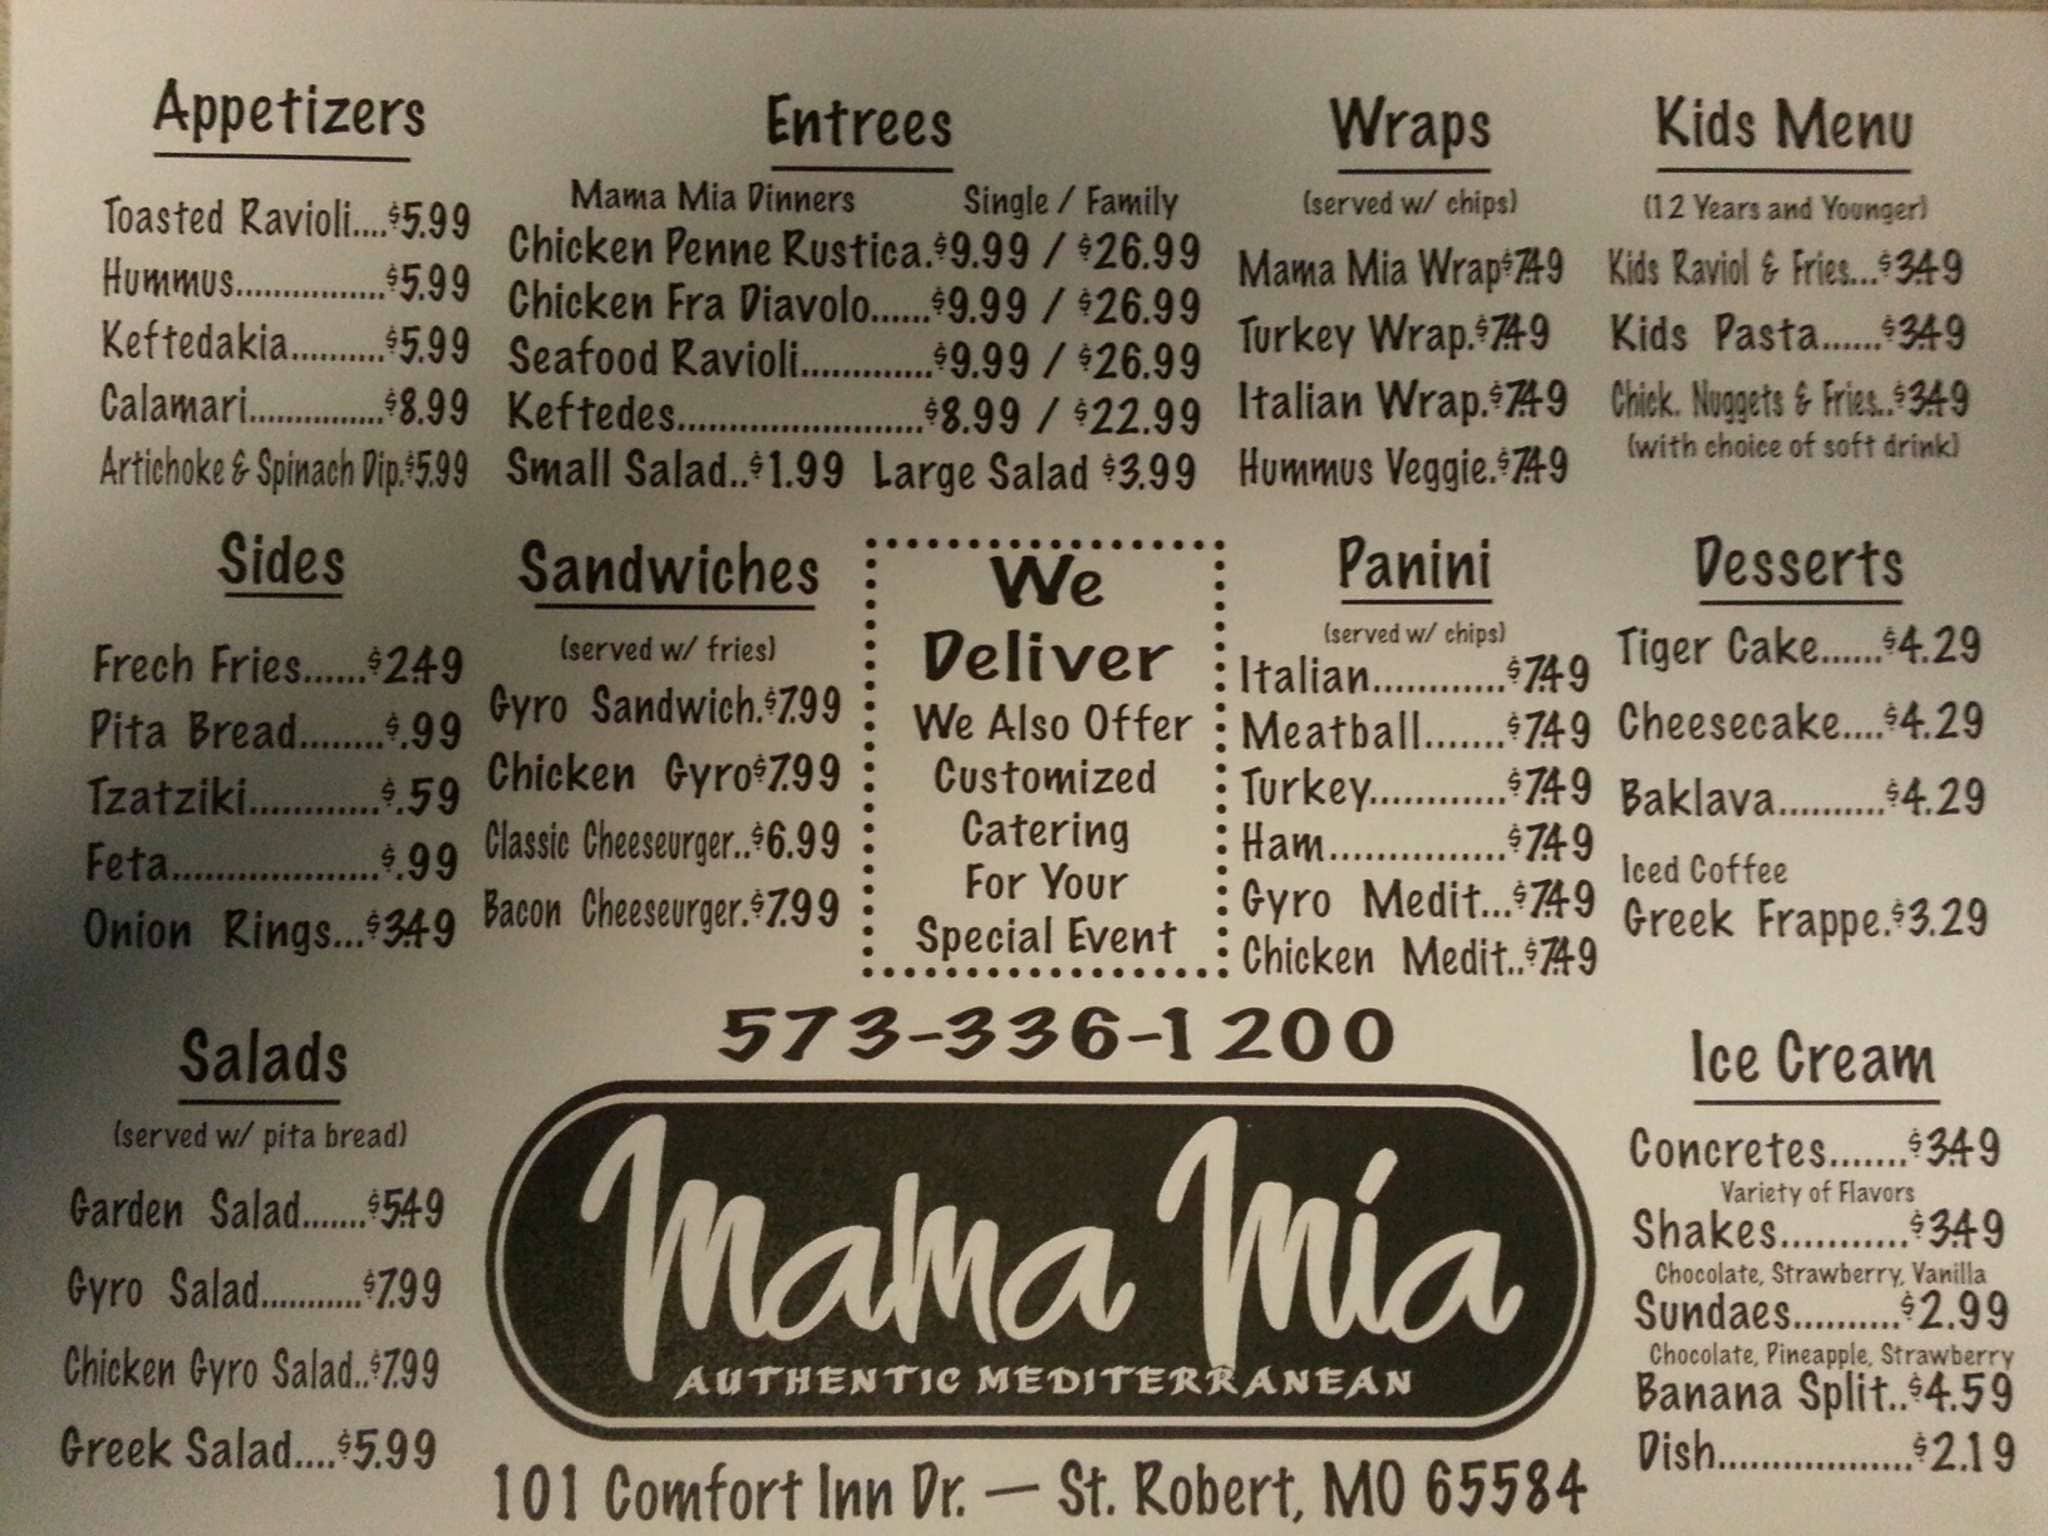 Appetizers
Toasted Ravioli....$5.99
Hummus................$5.99
Keftedakia..........$5.99
Calamari..............$8.99
Artichoke & Spinach Dip.$5.99
Entrees
Mama Mia Dinners Single / Family
Chicken Penne Rustica.$9.99 / $26.99
Chicken Fra Diavolo......$9.99 / $26.99
Seafood Ravioli.............$9.99 / $26.99
Keftedes........................$8.99 / $22.99
Small Salad..$1.99 Large Salad $3.99
Wraps
(served w/ chips)
Mama Mia Wrap$7.49
Turkey Wrap.$7.49
Italian Wrap.$7.49
Hummus Veggie.$7.49
Kids Menu
(12 Years and Younger)
Kids Raviol & Fries...$3.49
Kids Pasta......$3.49
Chick. Nuggets & Fries..$3.49
(with choice of soft drink)
Sides
Frech Fries......$2.49
Pita Bread........$.99
Tzatziki............$.59
Feta...................$.99
Onion Rings...$3.49
Sandwiches
(served w/ fries)
Gyro Sandwich.$7.99
Chicken Gyro$7.99
Classic Cheeseurger..$6.99
Bacon Cheeseurger.$7.99
We
Deliver
We Also Offer
Customized
Catering
For Your
Special Event
Panini
(served w/ chips)
Italian............$7.49
Meatball.......$7.49
Turkey............$7.49
Ham...............$7.49
Gyro Medit...$7.49
Chicken Medit..$7.49
Desserts
Tiger Cake......$4.29
Cheesecake....$4.29
Baklava..........$4.29
Iced Coffee
Greek Frappe.$3.29
Salads
(served w/ pita bread)
Garden Salad.......$5.49
Gyro Salad...........$7.99
Chicken Gyro Salad..$7.99
Greek Salad....$5.99
573-336-1200
Mama Mia
AUTHENTIC MEDITERRANEAN
101 Comfort Inn Dr. — St. Robert, MO 65584
Ice Cream
Concretes.......$3.49
Variety of Flavors
Shakes...........$3.49
Chocolate, Strawberry, Vanilla
Sundaes..........$2.99
Chocolate, Pineapple, Strawberry
Banana Split..$4.59
Dish..................$2.19